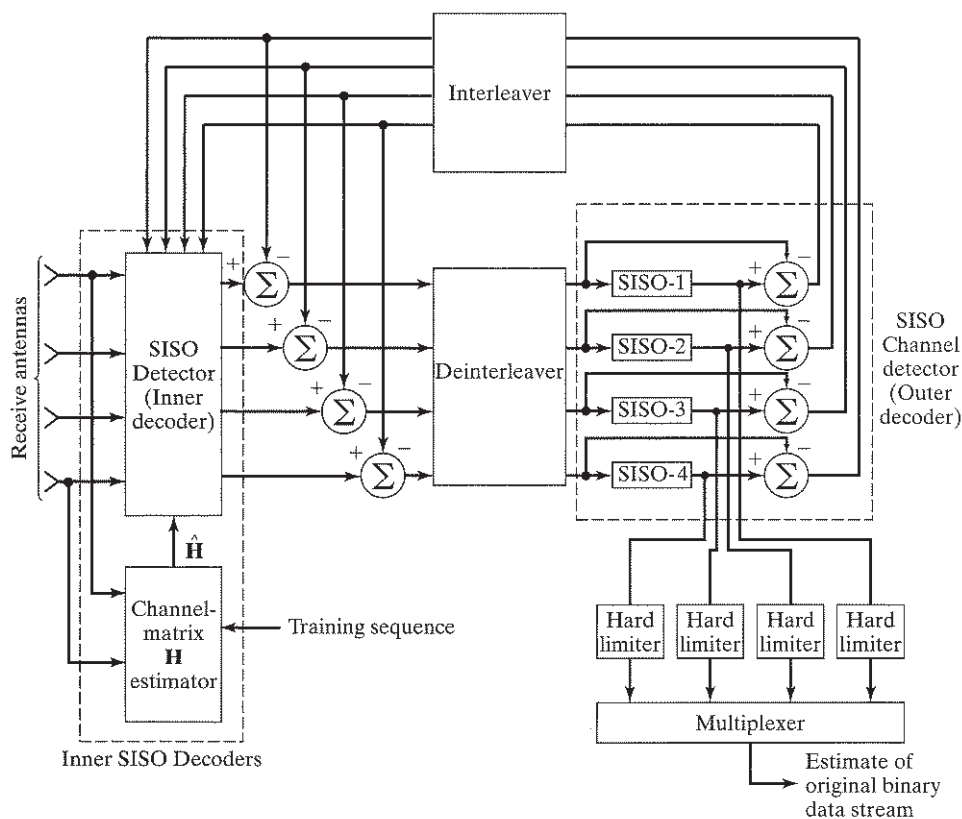 Interleaver
Receive antennas
SISO
Detector
(Inner
decoder)
+
−
Σ
+
−
Σ
+
−
Σ
+
−
Σ
Deinterleaver
SISO-1
+
−
Σ
SISO-2
+
−
Σ
SISO-3
+
−
Σ
SISO-4
+
−
Σ
SISO
Channel
detector
(Outer
decoder)
Ĥ
Channel-
matrix
H
estimator
Training sequence
Inner SISO Decoders
Hard
limiter
Hard
limiter
Hard
limiter
Hard
limiter
Multiplexer
Estimate of
original binary
data stream